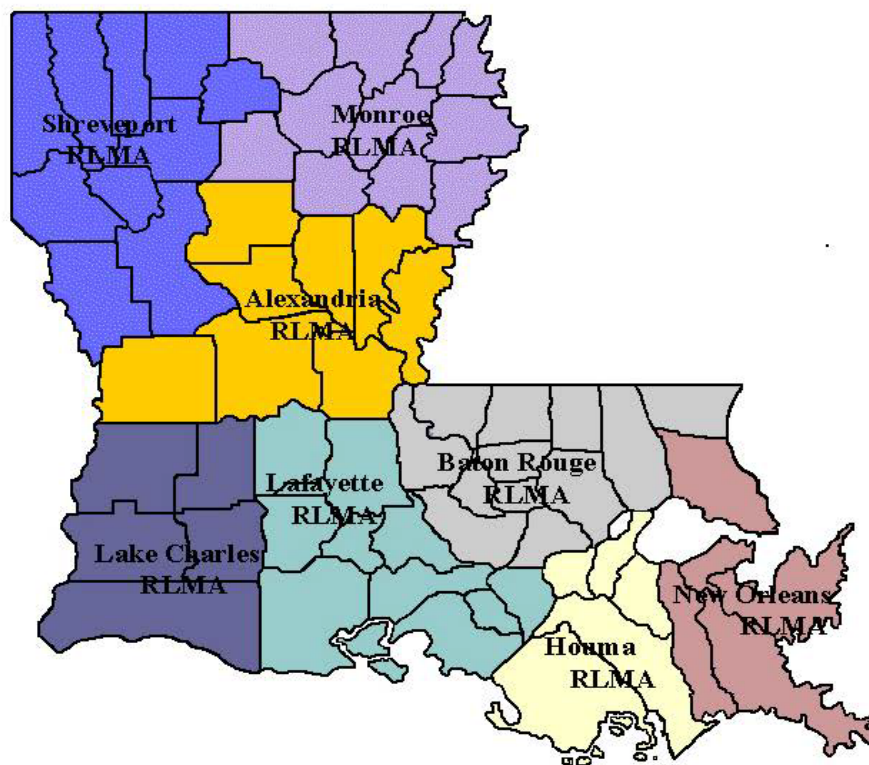 Shreveport
RLMA
Monroe
RLMA
Alexandria
RLMA
Baton Rouge
RLMA
Lafayette
RLMA
Lake Charles
RLMA
New Orleans
RLMA
Houma
RLMA